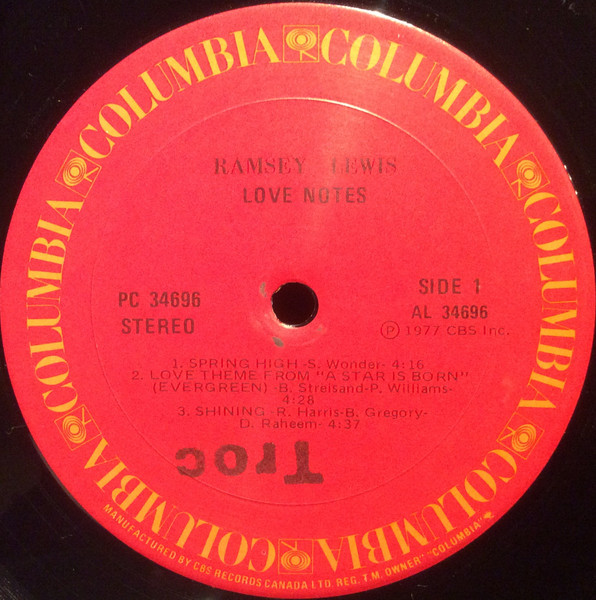 COLUMBIA COLUMBIA COLUMBIA COLUMBIA COLUMBIA COLUMBIA
RAMSEY LEWIS
LOVE NOTES
PC 34696
STEREO
SIDE 1
AL 34696
Ⓟ 1977 CBS Inc.
1. SPRING HIGH -S. Wonder- 4:16
2. LOVE THEME FROM "A STAR IS BORN"
(EVERGREEN) -B. Streisand-P. Williams-
4:28
3. SHINING -R. Harris-B. Gregory-
D. Raheem- 4:37
Troc
MANUFACTURED BY CBS RECORDS CANADA LTD. REG. T.M. OWNER "COLUMBIA"